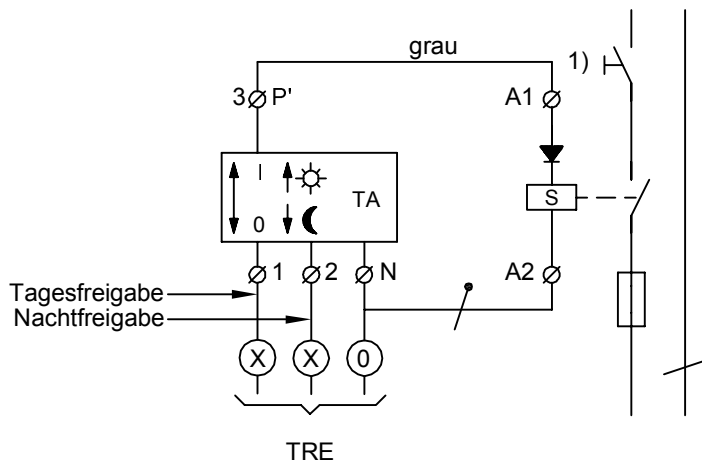 grau
1)
3 P' A1
I
TA
0
S
1 2 N A2
Tagesfreigabe
Nachtfreigabe
X X 0
TRE